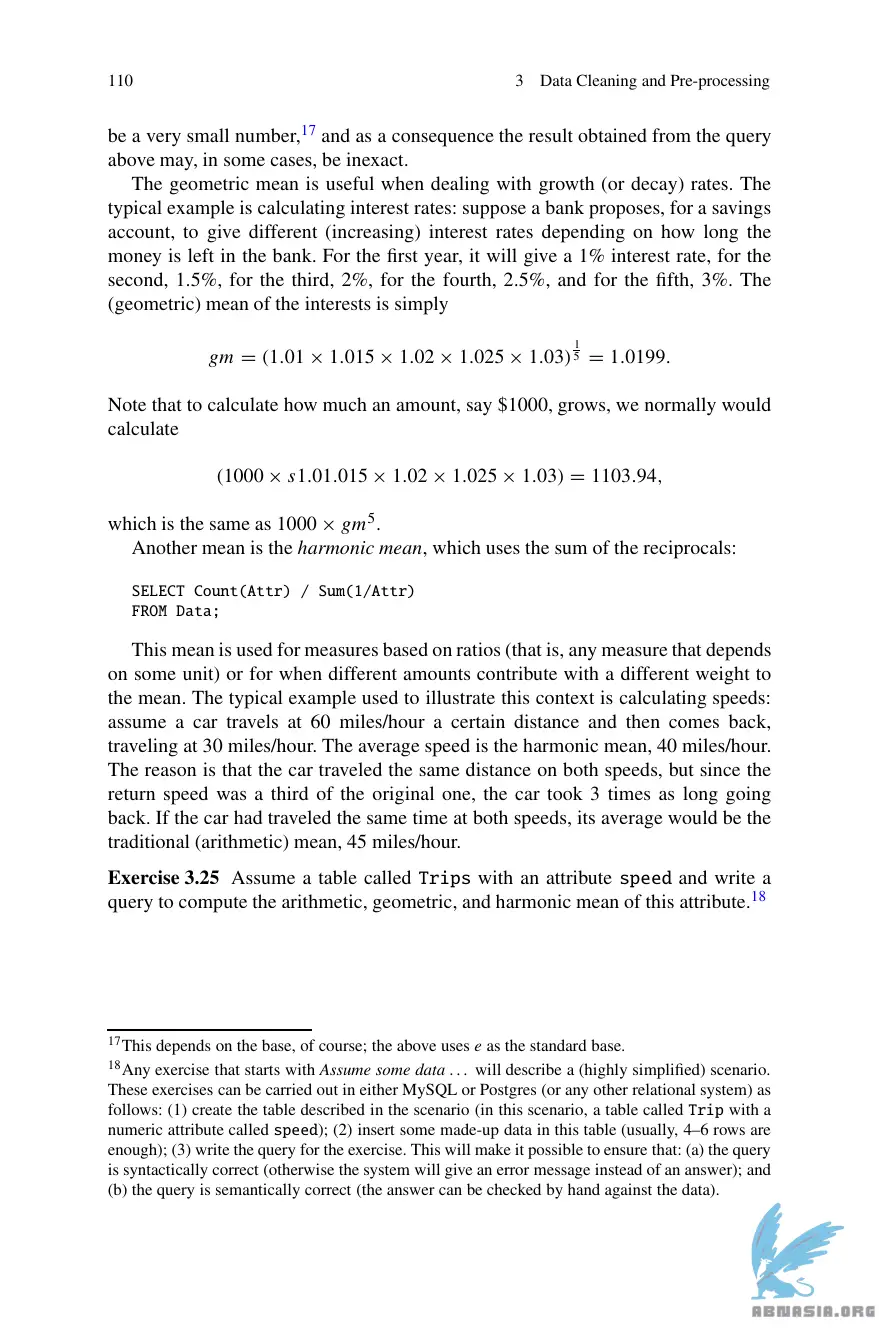 110
3 Data Cleaning and Pre-processing
be a very small number,17 and as a consequence the result obtained from the query
above may, in some cases, be inexact.
The geometric mean is useful when dealing with growth (or decay) rates. The
typical example is calculating interest rates: suppose a bank proposes, for a savings
account, to give different (increasing) interest rates depending on how long the
money is left in the bank. For the first year, it will give a 1% interest rate, for the
second, 1.5%, for the third, 2%, for the fourth, 2.5%, and for the fifth, 3%. The
(geometric) mean of the interests is simply
gm = (1.01 × 1.015 × 1.02 × 1.025 × 1.03)^(1/5) = 1.0199.
Note that to calculate how much an amount, say $1000, grows, we normally would
calculate
(1000 × s1.01.015 × 1.02 × 1.025 × 1.03) = 1103.94,
which is the same as 1000 × gm^5.
Another mean is the harmonic mean, which uses the sum of the reciprocals:
SELECT Count(Attr) / Sum(1/Attr)
FROM Data;
This mean is used for measures based on ratios (that is, any measure that depends
on some unit) or for when different amounts contribute with a different weight to
the mean. The typical example used to illustrate this context is calculating speeds:
assume a car travels at 60 miles/hour a certain distance and then comes back,
traveling at 30 miles/hour. The average speed is the harmonic mean, 40 miles/hour.
The reason is that the car traveled the same distance on both speeds, but since the
return speed was a third of the original one, the car took 3 times as long going
back. If the car had traveled the same time at both speeds, its average would be the
traditional (arithmetic) mean, 45 miles/hour.
Exercise 3.25 Assume a table called Trips with an attribute speed and write a
query to compute the arithmetic, geometric, and harmonic mean of this attribute.18
17This depends on the base, of course; the above uses e as the standard base.
18Any exercise that starts with Assume some data ... will describe a (highly simplified) scenario.
These exercises can be carried out in either MySQL or Postgres (or any other relational system) as
follows: (1) create the table described in the scenario (in this scenario, a table called Trip with a
numeric attribute called speed); (2) insert some made-up data in this table (usually, 4–6 rows are
enough); (3) write the query for the exercise. This will make it possible to ensure that: (a) the query
is syntactically correct (otherwise the system will give an error message instead of an answer); and
(b) the query is semantically correct (the answer can be checked by hand against the data).
ABNASIA.ORG